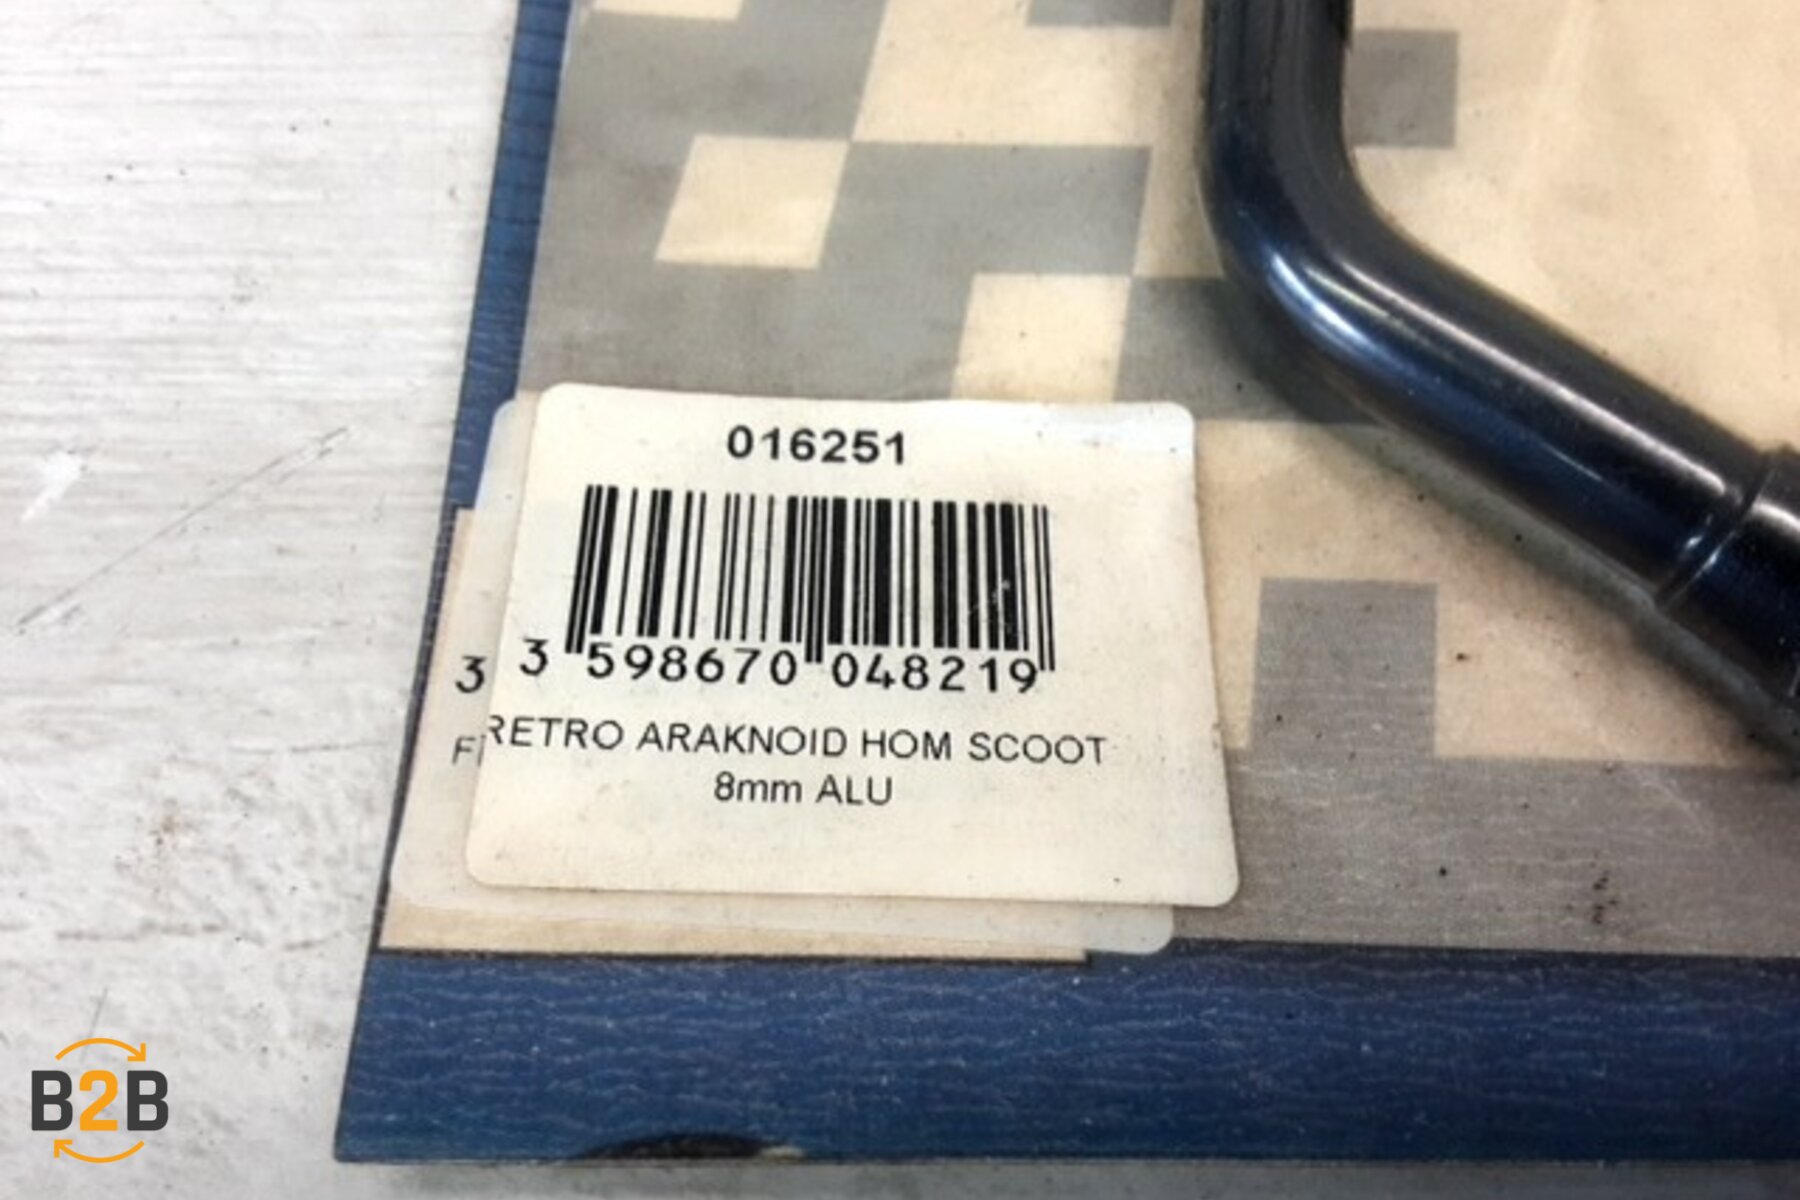 016251
3 598670 048219
3
RETRO ARAKNOID HOM SCOOT
8mm ALU
B2B